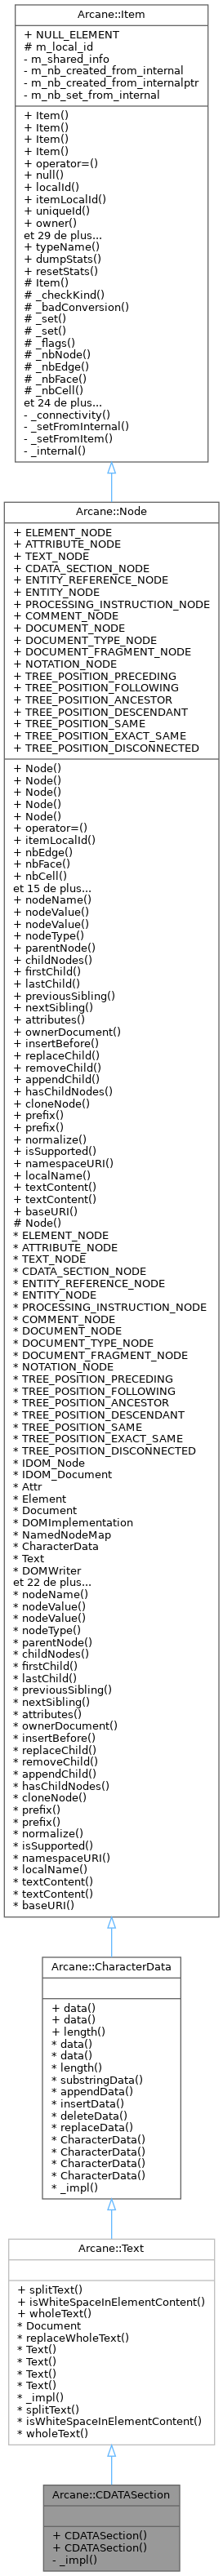 Arcane::Item
+ NULL_ELEMENT
# m_local_id
- m_shared_info
- m_nb_created_from_internal
- m_nb_created_from_internalptr
- m_nb_set_from_internal
+ Item()
+ Item()
+ Item()
+ Item()
+ operator=()
+ null()
+ localId()
+ itemLocalId()
+ uniqueId()
+ owner()
et 29 de plus...
+ typeName()
+ dumpStats()
+ resetStats()
# Item()
# _checkKind()
# _badConversion()
# _set()
# _set()
# _flags()
# _nbNode()
# _nbEdge()
# _nbFace()
# _nbCell()
et 24 de plus...
- _connectivity()
- _setFromInternal()
- _setFromItem()
- _internal()
Arcane::Node
+ ELEMENT_NODE
+ ATTRIBUTE_NODE
+ TEXT_NODE
+ CDATA_SECTION_NODE
+ ENTITY_REFERENCE_NODE
+ ENTITY_NODE
+ PROCESSING_INSTRUCTION_NODE
+ COMMENT_NODE
+ DOCUMENT_NODE
+ DOCUMENT_TYPE_NODE
+ DOCUMENT_FRAGMENT_NODE
+ NOTATION_NODE
+ TREE_POSITION_PRECEDING
+ TREE_POSITION_FOLLOWING
+ TREE_POSITION_ANCESTOR
+ TREE_POSITION_DESCENDANT
+ TREE_POSITION_SAME
+ TREE_POSITION_EXACT_SAME
+ TREE_POSITION_DISCONNECTED
+ Node()
+ Node()
+ Node()
+ Node()
+ Node()
+ operator=()
+ itemLocalId()
+ nbEdge()
+ nbFace()
+ nbCell()
et 15 de plus...
+ nodeName()
+ nodeValue()
+ nodeValue()
+ nodeType()
+ parentNode()
+ childNodes()
+ firstChild()
+ lastChild()
+ previousSibling()
+ nextSibling()
+ attributes()
+ ownerDocument()
+ insertBefore()
+ replaceChild()
+ removeChild()
+ appendChild()
+ hasChildNodes()
+ cloneNode()
+ prefix()
+ prefix()
+ normalize()
+ isSupported()
+ namespaceURI()
+ localName()
+ textContent()
+ textContent()
+ baseURI()
# Node()
* ELEMENT_NODE
* ATTRIBUTE_NODE
* TEXT_NODE
* CDATA_SECTION_NODE
* ENTITY_REFERENCE_NODE
* ENTITY_NODE
* PROCESSING_INSTRUCTION_NODE
* COMMENT_NODE
* DOCUMENT_NODE
* DOCUMENT_TYPE_NODE
* DOCUMENT_FRAGMENT_NODE
* NOTATION_NODE
* TREE_POSITION_PRECEDING
* TREE_POSITION_FOLLOWING
* TREE_POSITION_ANCESTOR
* TREE_POSITION_DESCENDANT
* TREE_POSITION_SAME
* TREE_POSITION_EXACT_SAME
* TREE_POSITION_DISCONNECTED
* IDOM_Node
* IDOM_Document
* Attr
* Element
* Document
* DOMImplementation
* NamedNodeMap
* CharacterData
* Text
* DOMWriter
et 22 de plus...
* nodeName()
* nodeValue()
* nodeValue()
* nodeType()
* parentNode()
* childNodes()
* firstChild()
* lastChild()
* previousSibling()
* nextSibling()
* attributes()
* ownerDocument()
* insertBefore()
* replaceChild()
* removeChild()
* appendChild()
* hasChildNodes()
* cloneNode()
* prefix()
* prefix()
* normalize()
* isSupported()
* namespaceURI()
* localName()
* textContent()
* textContent()
* baseURI()
Arcane::CharacterData
+ data()
+ data()
+ length()
* data()
* data()
* length()
* substringData()
* appendData()
* insertData()
* deleteData()
* replaceData()
* CharacterData()
* CharacterData()
* CharacterData()
* CharacterData()
* _impl()
Arcane::Text
+ splitText()
+ isWhiteSpaceInElementContent()
+ wholeText()
* Document
* replaceWholeText()
* Text()
* Text()
* Text()
* Text()
* _impl()
* splitText()
* isWhiteSpaceInElementContent()
* wholeText()
Arcane::CDATASection
+ CDATASection()
+ CDATASection()
- _impl()